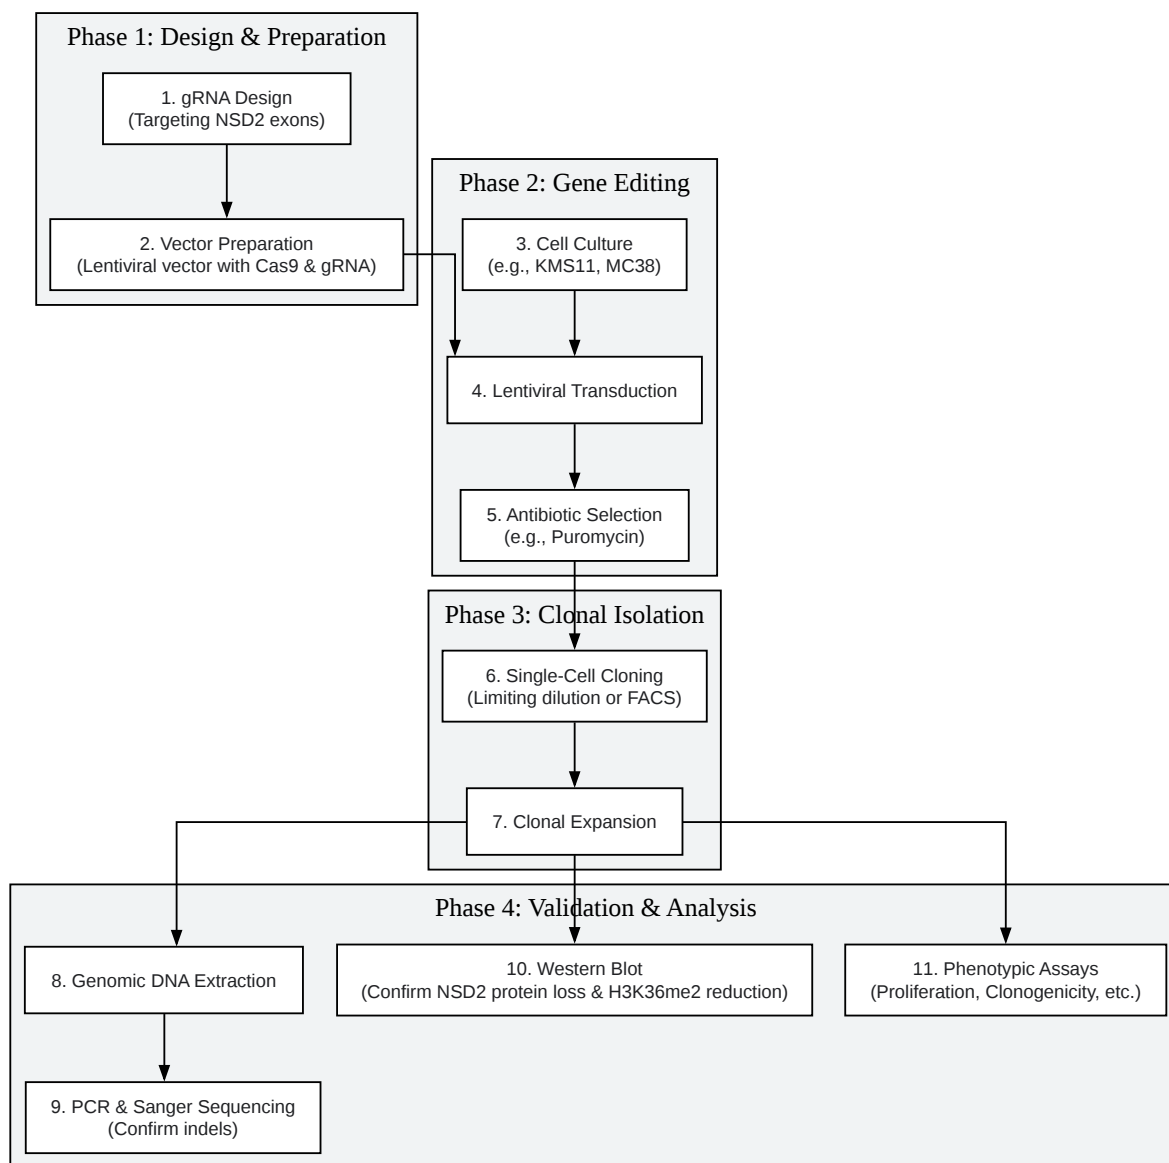 Phase 1: Design & Preparation
1. gRNA Design
(Targeting NSD2 exons)
2. Vector Preparation
(Lentiviral vector with Cas9 & gRNA)
Phase 2: Gene Editing
3. Cell Culture
(e.g., KMS11, MC38)
4. Lentiviral Transduction
5. Antibiotic Selection
(e.g., Puromycin)
Phase 3: Clonal Isolation
6. Single-Cell Cloning
(Limiting dilution or FACS)
7. Clonal Expansion
Phase 4: Validation & Analysis
8. Genomic DNA Extraction
9. PCR & Sanger Sequencing
(Confirm indels)
10. Western Blot
(Confirm NSD2 protein loss & H3K36me2 reduction)
11. Phenotypic Assays
(Proliferation, Clonogenicity, etc.)